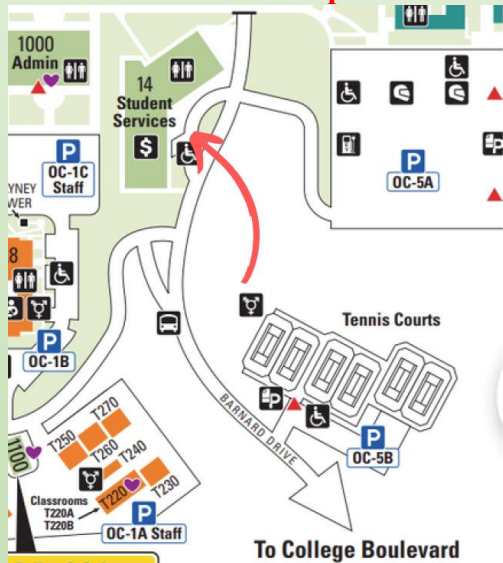 1000
Admin
14
Student
Services
$
P
OC-1C
Staff
YNEY
WER
8
P
OC-5A
P
OC-1B
Tennis Courts
BARNARD DRIVE
P
OC-5B
T270
T250
T260
T240
1100
T220
T230
Classrooms
T220A
T220B
P
OC-1A Staff
To College Boulevard